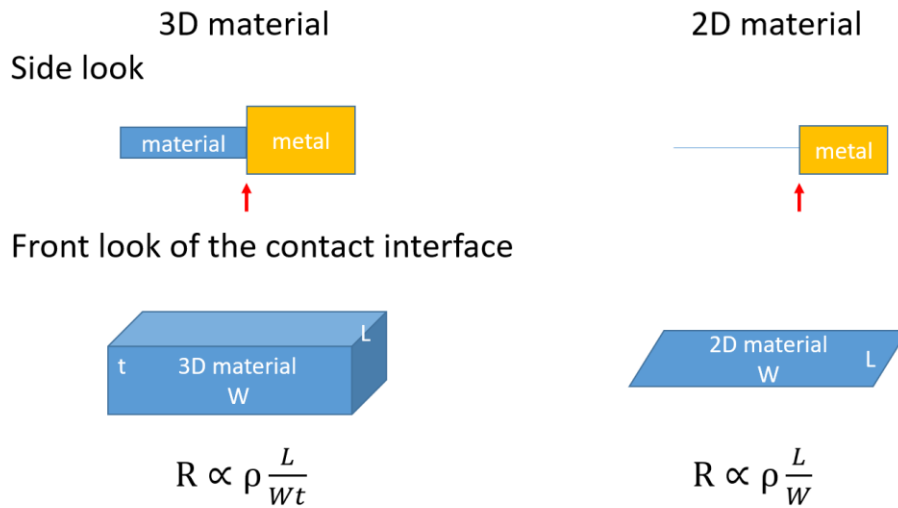 3D material 2D material
Side look
material metal metal
Front look of the contact interface
L
t 3D material 2D material L
W W
R ∝ ρ L/Wt R ∝ ρ L/W